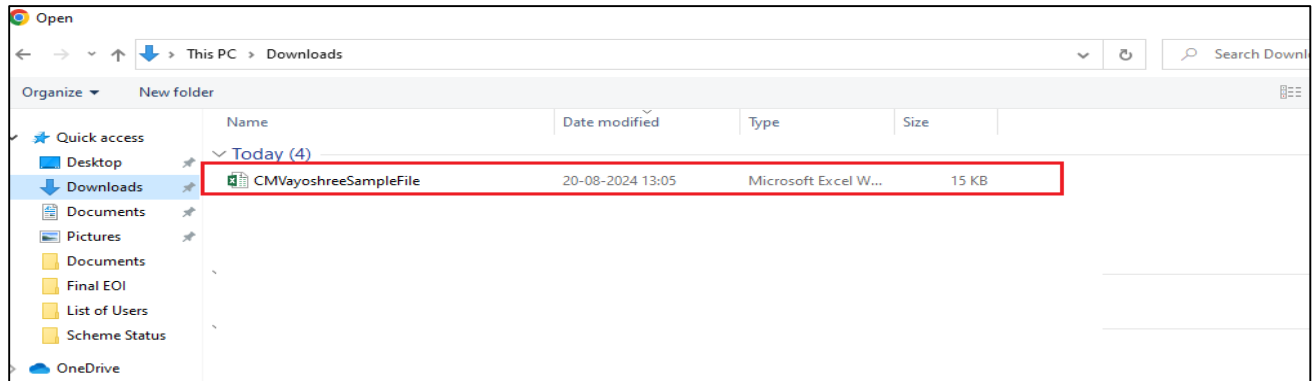 Open
This PC > Downloads
Search Downl
Organize
New folder
Name
Date modified
Type
Size
Quick access
Desktop
Downloads
Documents
Pictures
Documents
Final EOI
List of Users
Scheme Status
OneDrive
Today (4)
CMVayoshreeSampleFile 20-08-2024 13:05 Microsoft Excel W... 15 KB